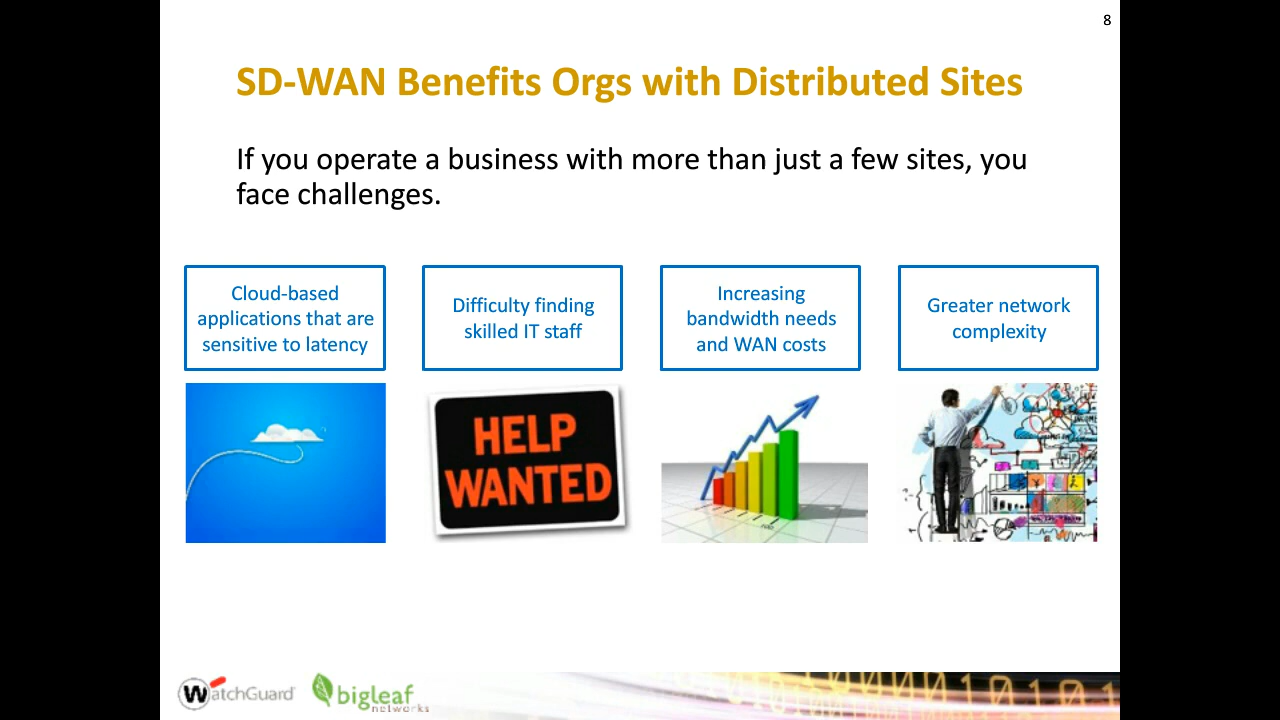 8
SD-WAN Benefits Orgs with Distributed Sites
If you operate a business with more than just a few sites, you
face challenges.
Cloud-based
applications that are
sensitive to latency
Difficulty finding
skilled IT staff
Increasing
bandwidth needs
and WAN costs
Greater network
complexity
HELP
WANTED
WatchGuard
bigleaf
networks